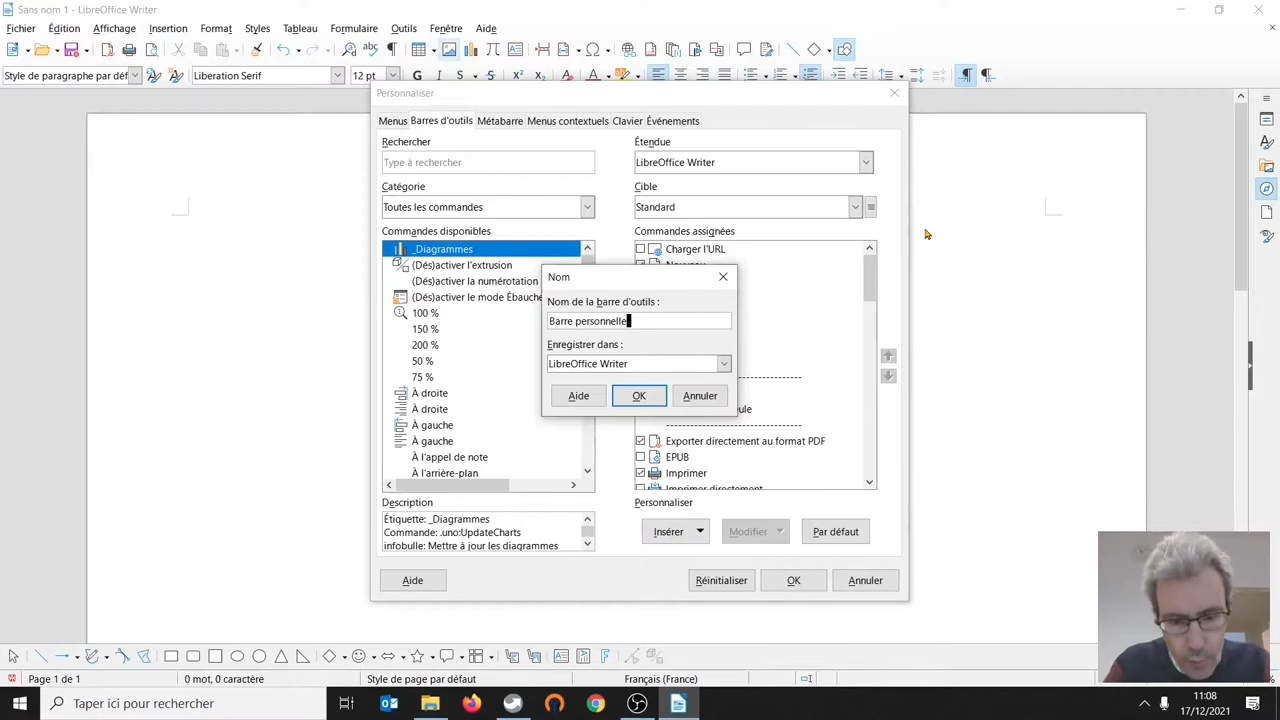 Sans nom 1 - LibreOffice Writer
Fichier Édition Affichage Insertion Format Styles Tableau Formulaire Outils Fenêtre Aide
Style de paragraphe par déf Liberation Serif 12 pt G I S
Personnaliser
Menus Barres d'outils Métabarre Menus contextuels Clavier Événements
Rechercher Étendue
Type à rechercher LibreOffice Writer
Catégorie Cible
Toutes les commandes Standard
Commandes disponibles Commandes assignées
_Diagrammes Charger l'URL
(Dés)activer l'extrusion
(Dés)activer la numérotation
(Dés)activer le mode Ébauche
100 %
150 %
200 %
50 %
75 %
À droite
À droite
À gauche
À gauche
À l'appel de note
À l'arrière-plan
Nom
Nom de la barre d'outils :
Barre personnelle
Enregistrer dans :
LibreOffice Writer
Aide OK Annuler
Exporter directement au format PDF
EPUB
Imprimer
Imprimer directement
Description Personnaliser
Étiquette: _Diagrammes
Commande: .uno:UpdateCharts
infobulle: Mettre à jour les diagrammes
Insérer Modifier Par défaut
Aide Réinitialiser OK Annuler
Page 1 de 1 0 mot, 0 caractère Style de page par défaut Français (France)
Taper ici pour rechercher
11:08
17/12/2021